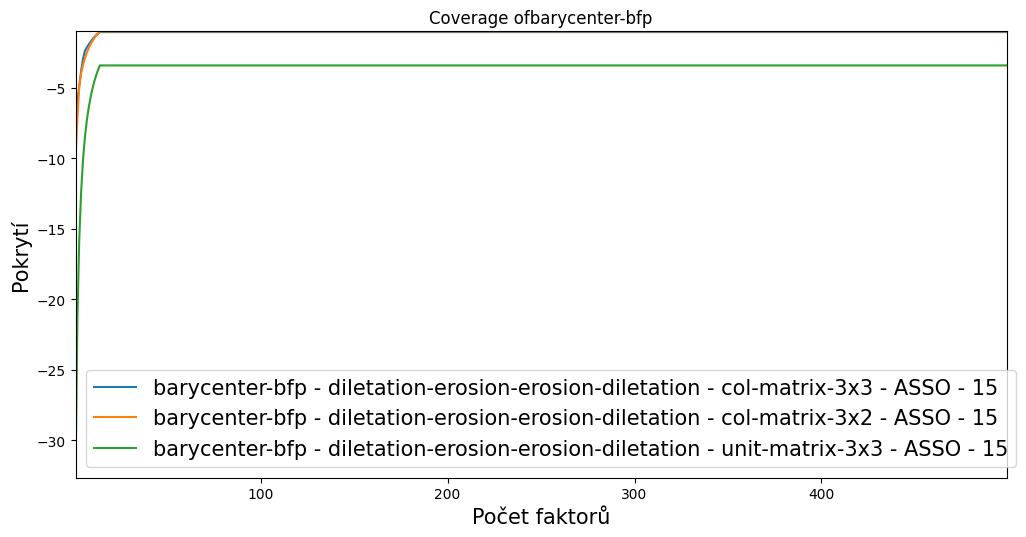 Coverage ofbarycenter-bfp
Pokrytí
−5
−10
−15
−20
−25
−30
barycenter-bfp - diletation-erosion-erosion-diletation - col-matrix-3x3 - ASSO - 15
barycenter-bfp - diletation-erosion-erosion-diletation - col-matrix-3x2 - ASSO - 15
barycenter-bfp - diletation-erosion-erosion-diletation - unit-matrix-3x3 - ASSO - 15
100 200 300 400
Počet faktorů